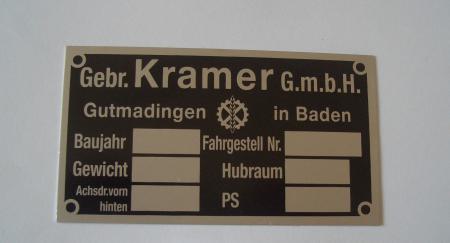 Gebr. Kramer G.m.b.H.
Gutmadingen in Baden
Baujahr Fahrgestell Nr.
Gewicht Hubraum
Achsdr.vorn
hinten PS